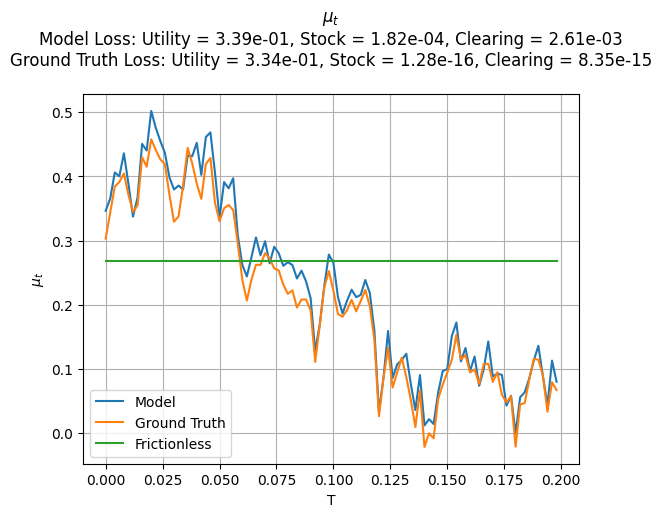 μt
Model Loss: Utility = 3.39e-01, Stock = 1.82e-04, Clearing = 2.61e-03
Ground Truth Loss: Utility = 3.34e-01, Stock = 1.28e-16, Clearing = 8.35e-15
0.5
0.4
0.3
0.2
0.1
0.0
μt
Model
Ground Truth
Frictionless
0.000 0.025 0.050 0.075 0.100 0.125 0.150 0.175 0.200
T